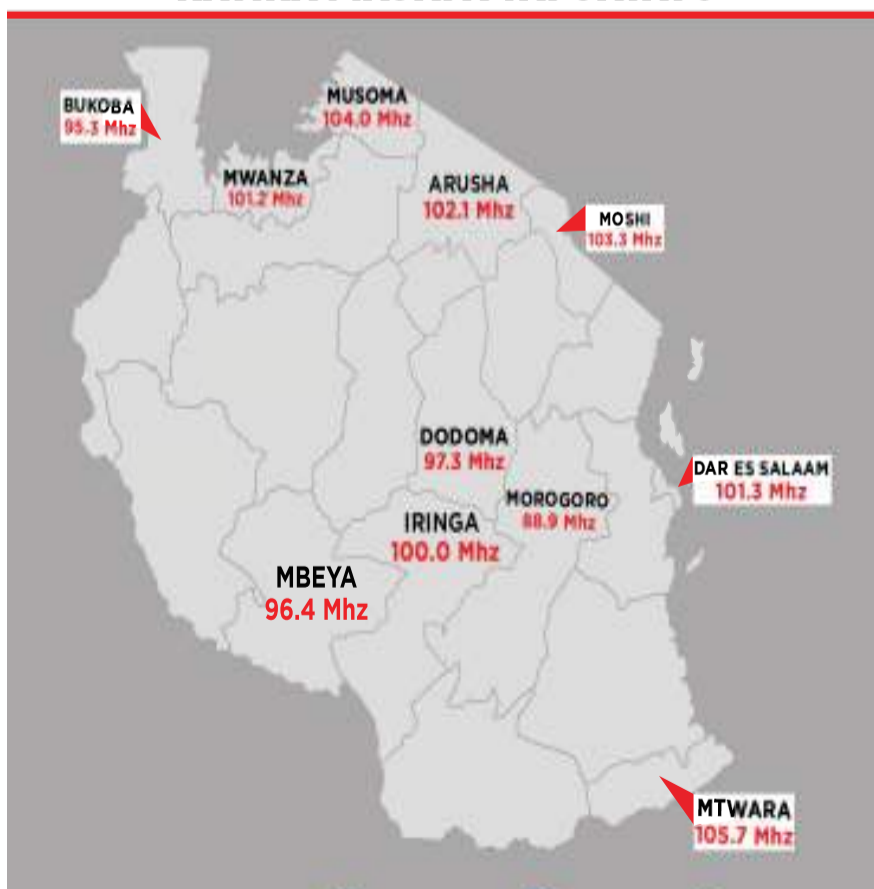 BUKOBA
95.3 Mhz
MUSOMA
104.0 Mhz
MWANZA
101.2 Mhz
ARUSHA
102.1 Mhz
MOSHI
103.3 Mhz
DODOMA
97.3 Mhz
DAR ES SALAAM
101.3 Mhz
MOROGORO
88.9 Mhz
IRINGA
100.0 Mhz
MBEYA
96.4 Mhz
MTWARA
105.7 Mhz